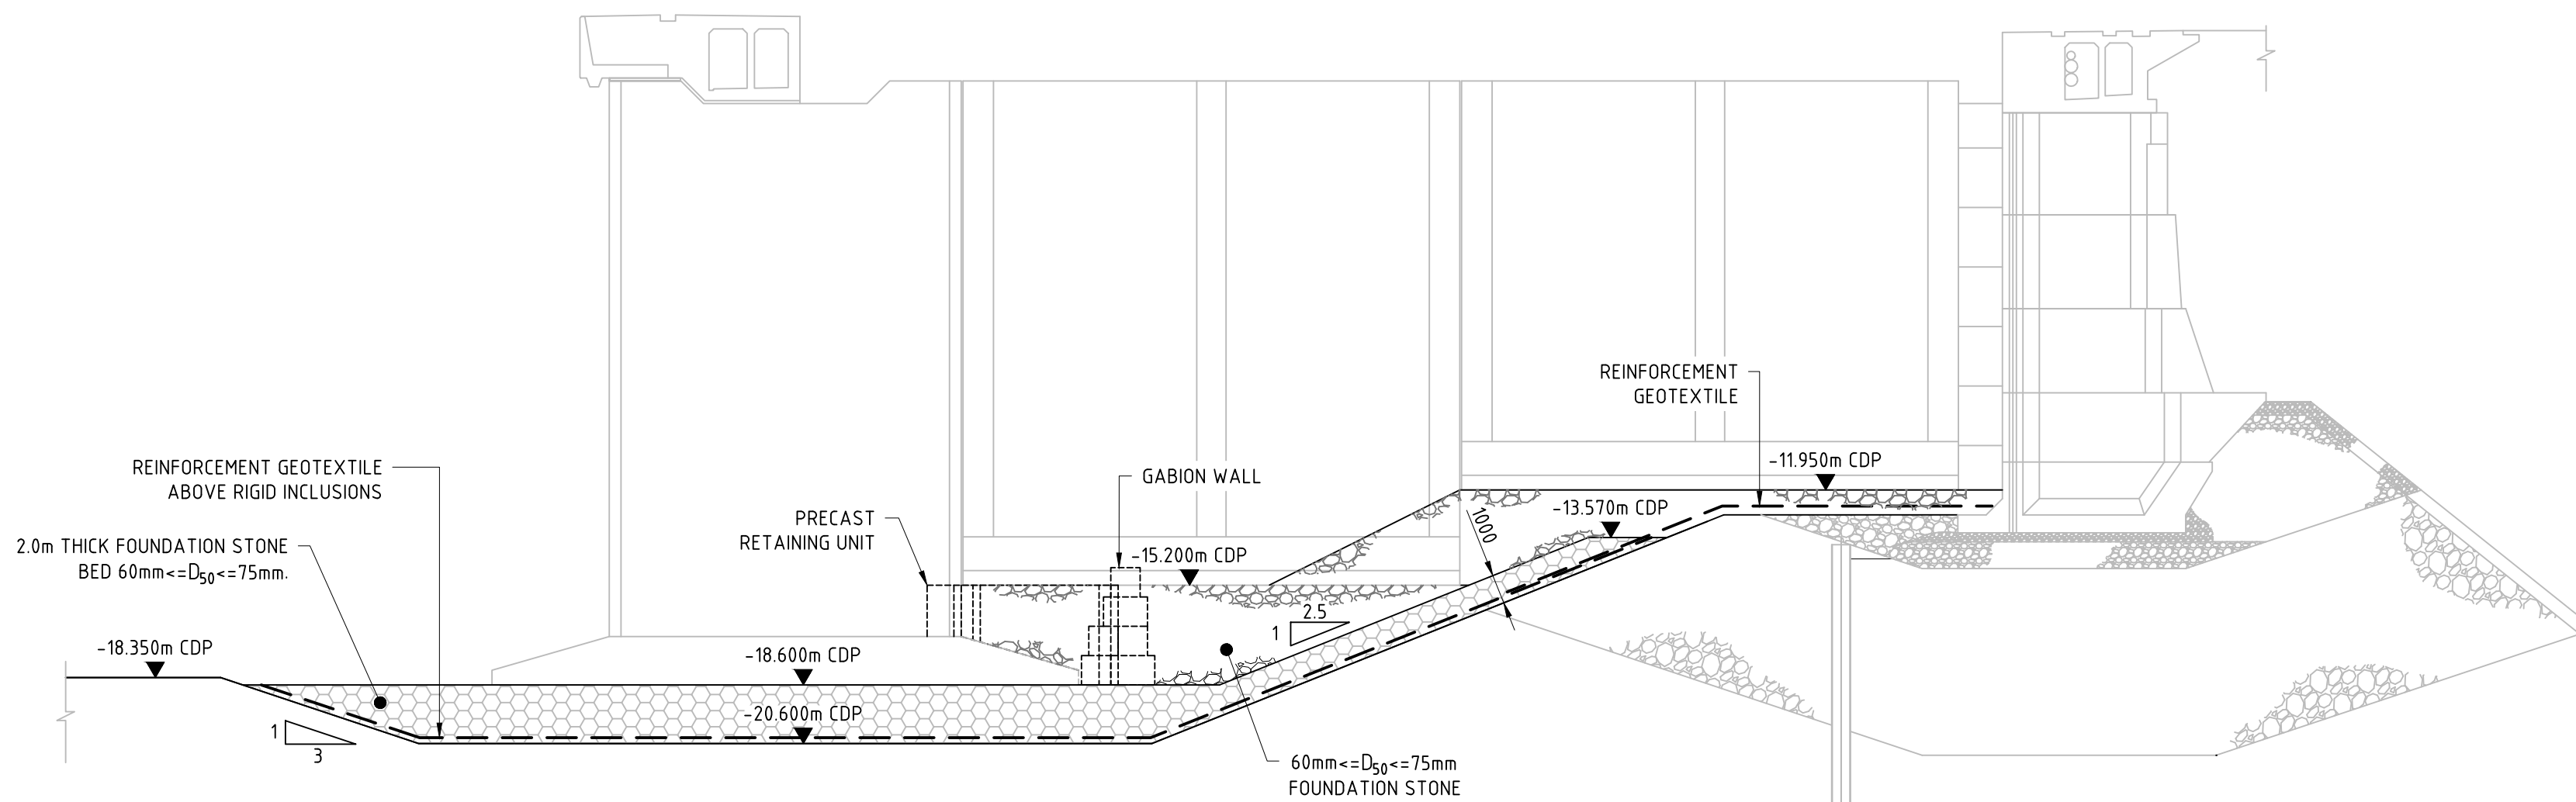 REINFORCEMENT
GEOTEXTILE
-11.950m CDP
REINFORCEMENT GEOTEXTILE
ABOVE RIGID INCLUSIONS
GABION WALL
PRECAST
RETAINING UNIT
-13.570m CDP
1000
2.0m THICK FOUNDATION STONE
BED 60mm<=D50<=75mm.
-15.200m CDP
2.5
1
-18.350m CDP
-18.600m CDP
-20.600m CDP
1
3
60mm<=D50<=75mm
FOUNDATION STONE